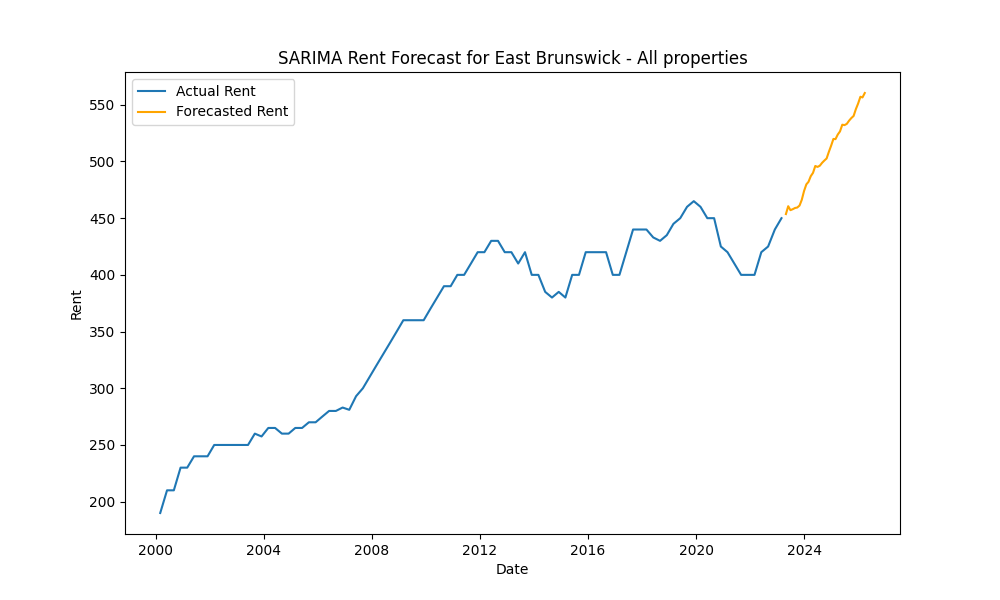 SARIMA Rent Forecast for East Brunswick - All properties
Actual Rent
Forecasted Rent
550
500
450
400
350
300
250
200
Rent
2000 2004 2008 2012 2016 2020 2024
Date